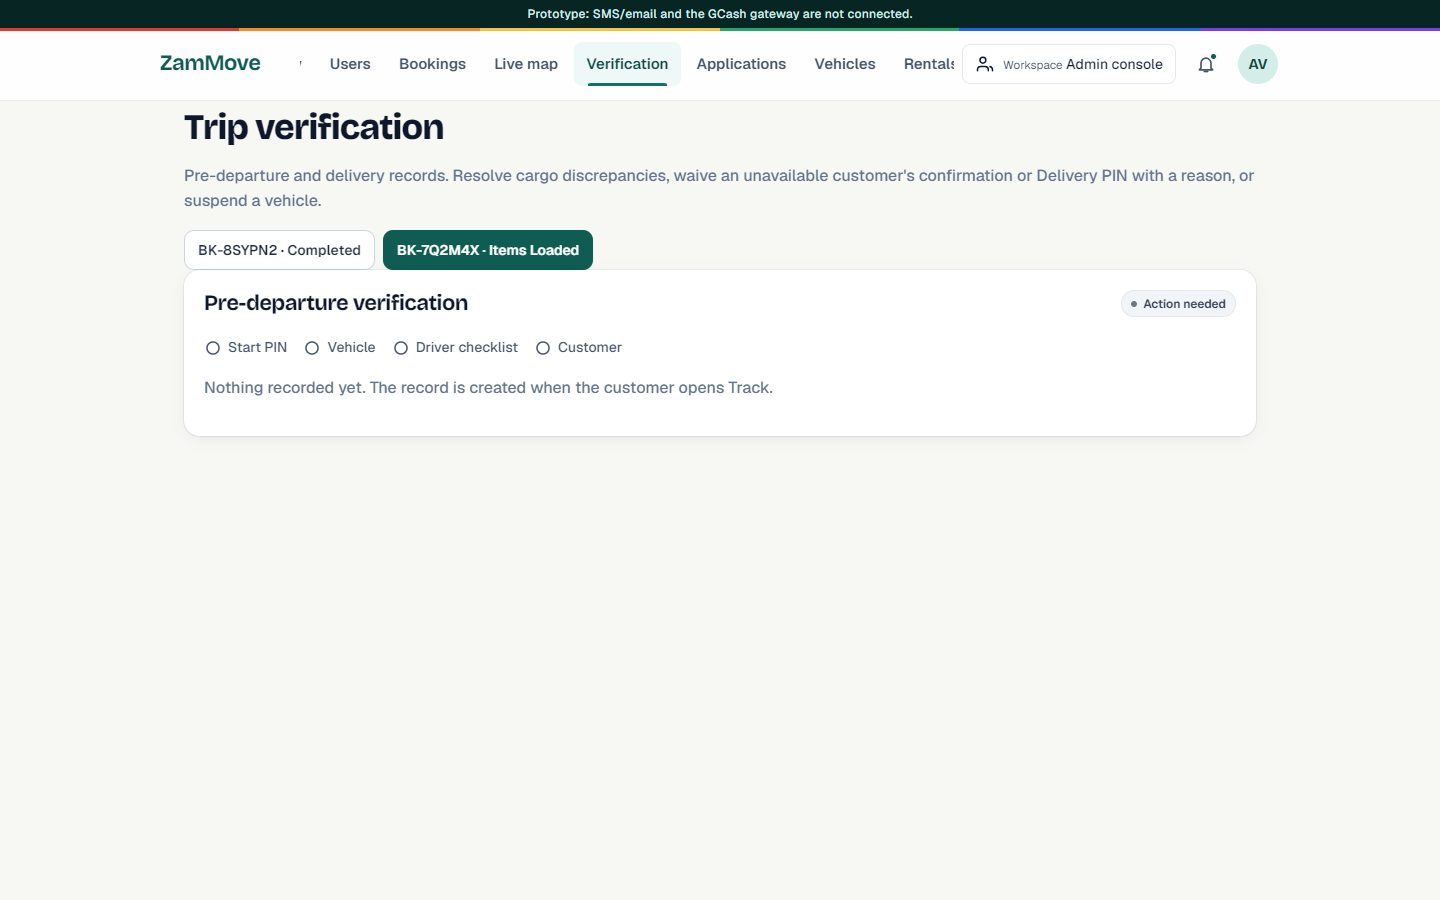 Prototype: SMS/email and the GCash gateway are not connected.
ZamMove
Users
Bookings
Live map
Verification
Applications
Vehicles
Rentals
Workspace Admin console
AV
Trip verification
Pre-departure and delivery records. Resolve cargo discrepancies, waive an unavailable customer's confirmation or Delivery PIN with a reason, or
suspend a vehicle.
BK-8SYPN2 · Completed
BK-7Q2M4X · Items Loaded
Pre-departure verification
Action needed
Start PIN
Vehicle
Driver checklist
Customer
Nothing recorded yet. The record is created when the customer opens Track.